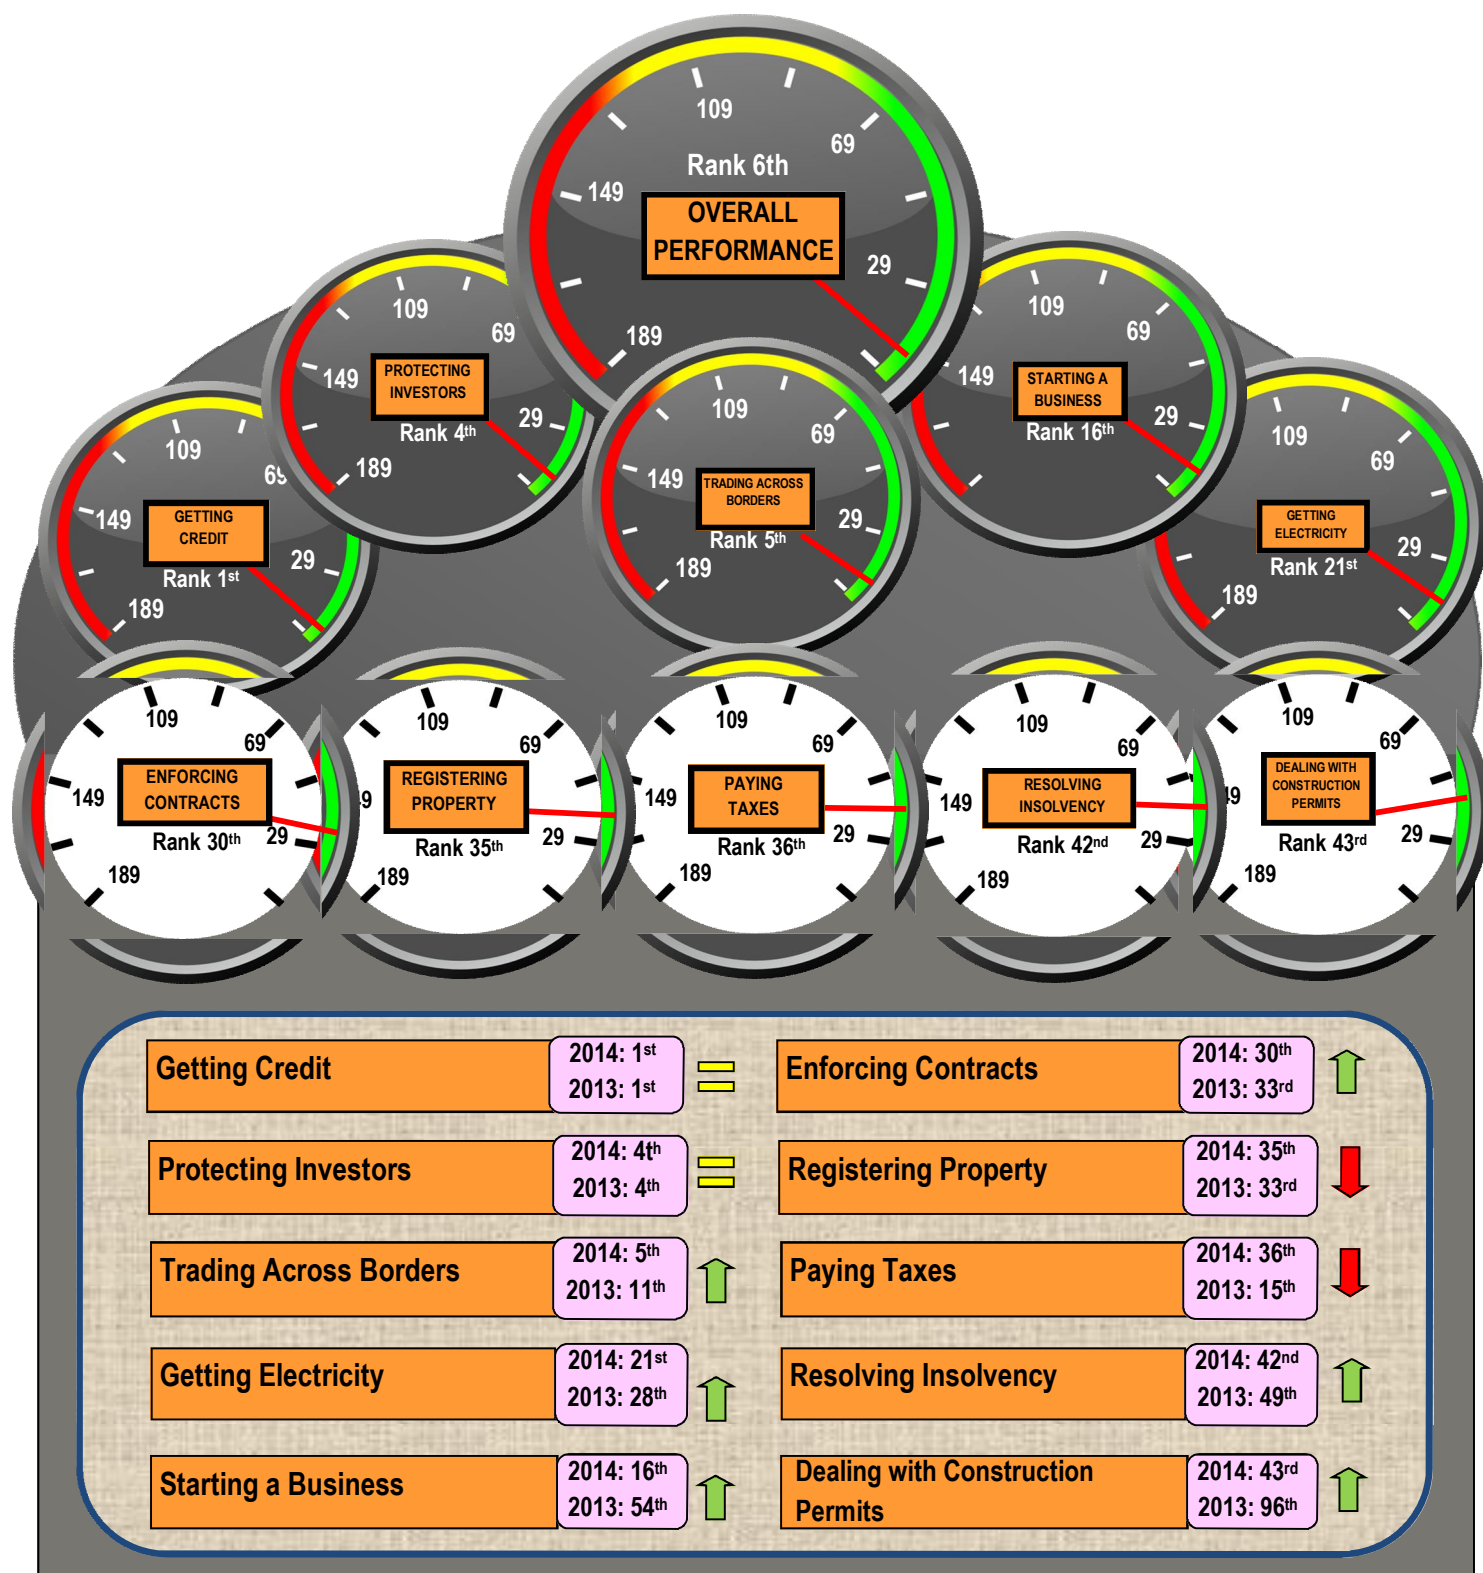 109
69
Rank 6th
149
OVERALL
PERFORMANCE
29
189
109
69
149
PROTECTING
INVESTORS
29
Rank 4th
189
109
69
149
STARTING A
BUSINESS
29
Rank 16th
109
69
149
GETTING
CREDIT
29
Rank 1st
189
109
69
149
TRADING ACROSS
BORDERS
29
Rank 5th
189
109
69
GETTING
ELECTRICITY
29
Rank 21st
189
109
69
149
ENFORCING
CONTRACTS
29
Rank 30th
189
109
69
49
REGISTERING
PROPERTY
29
Rank 35th
189
109
69
149
PAYING
TAXES
29
Rank 36th
189
109
69
149
RESOLVING
INSOLVENCY
29
Rank 42nd
189
109
69
49
DEALING WITH
CONSTRUCTION
PERMITS
29
Rank 43rd
189
Getting Credit
2014: 1st
2013: 1st
Enforcing Contracts
2014: 30th
2013: 33rd
Protecting Investors
2014: 4th
2013: 4th
Registering Property
2014: 35th
2013: 33rd
Trading Across Borders
2014: 5th
2013: 11th
Paying Taxes
2014: 36th
2013: 15th
Getting Electricity
2014: 21st
2013: 28th
Resolving Insolvency
2014: 42nd
2013: 49th
Starting a Business
2014: 16th
2013: 54th
Dealing with Construction
Permits
2014: 43rd
2013: 96th